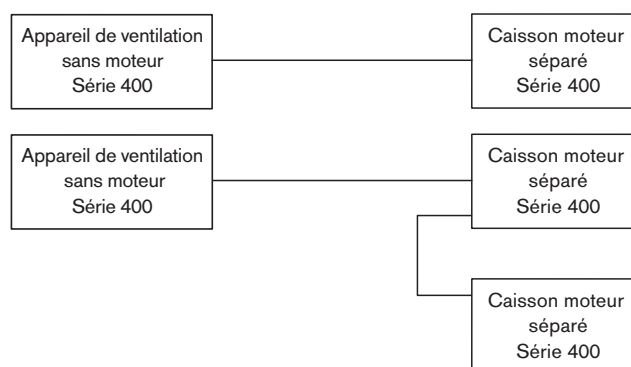 Appareil de ventilation
sans moteur
Série 400
Caisson moteur
séparé
Série 400
Appareil de ventilation
sans moteur
Série 400
Caisson moteur
séparé
Série 400
Caisson moteur
séparé
Série 400